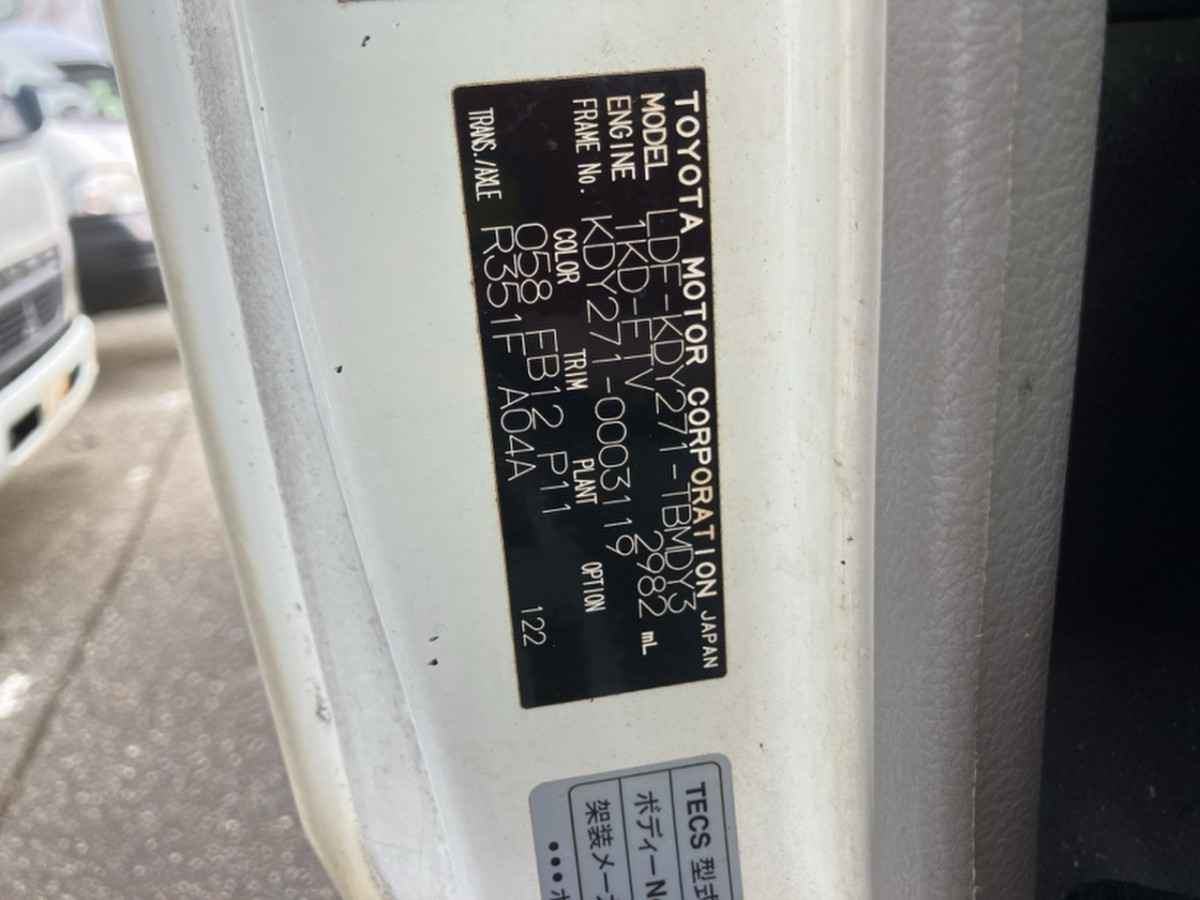 TOYOTA MOTOR CORPORATION JAPAN
MODEL LDF-KDY271-TBMDY3
ENGINE 1KD-FTV 2982 mL
FRAME No. KDY271-0003119
COLOR TRIM PLANT OPTION
058 FB12 P11
TRANS./AXLE R351F A04A 122
TECS 型式
ボディーN
架装メー
●●●